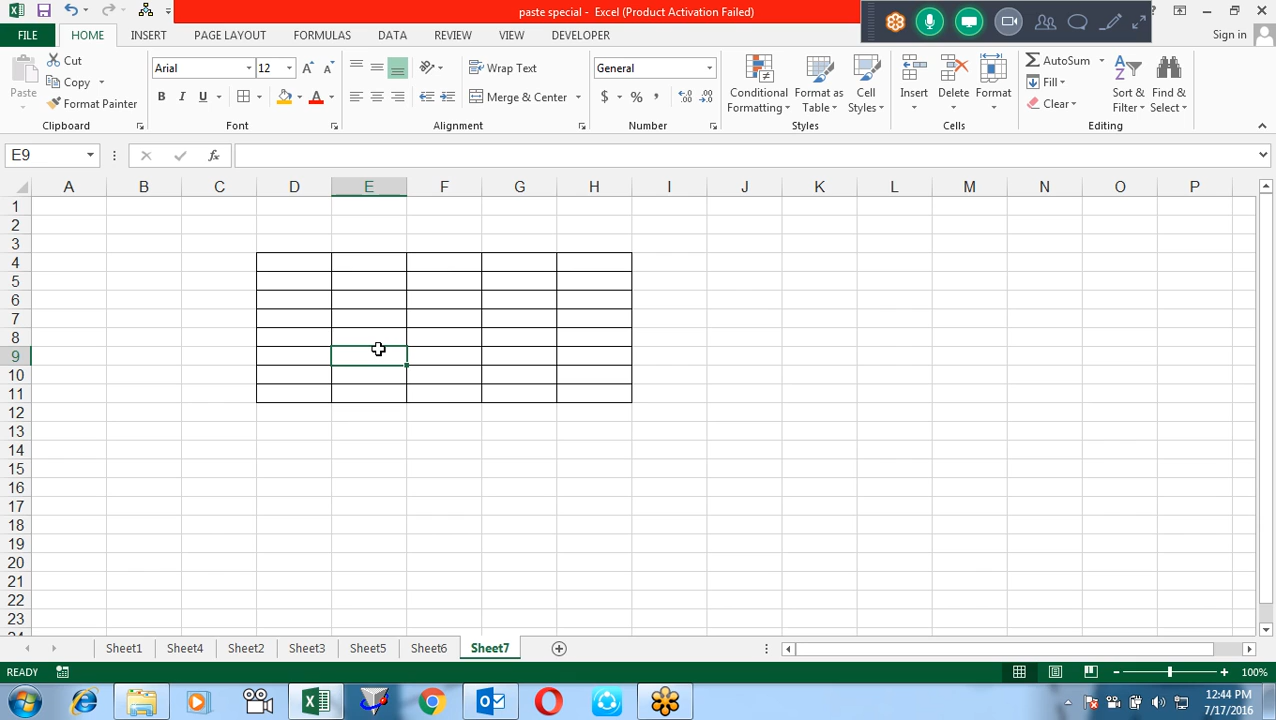 paste special - Excel (Product Activation Failed)
FILE HOME INSERT PAGE LAYOUT FORMULAS DATA REVIEW VIEW DEVELOPER Sign in
Paste Cut Copy Format Painter
Arial 12
B I U A A A
Wrap Text
Merge & Center
General
$ % ,
Conditional Formatting Format as Table Cell Styles
Insert Delete Format
AutoSum Fill Clear
Sort & Filter Find & Select
Clipboard Font Alignment Number Styles Cells Editing
E9 fx
A B C D E F G H I J K L M N O P
1
2
3
4
5
6
7
8
9
10
11
12
13
14
15
16
17
18
19
20
21
22
23
Sheet1 Sheet4 Sheet2 Sheet3 Sheet5 Sheet6 Sheet7
READY 100%
12:44 PM
7/17/2016